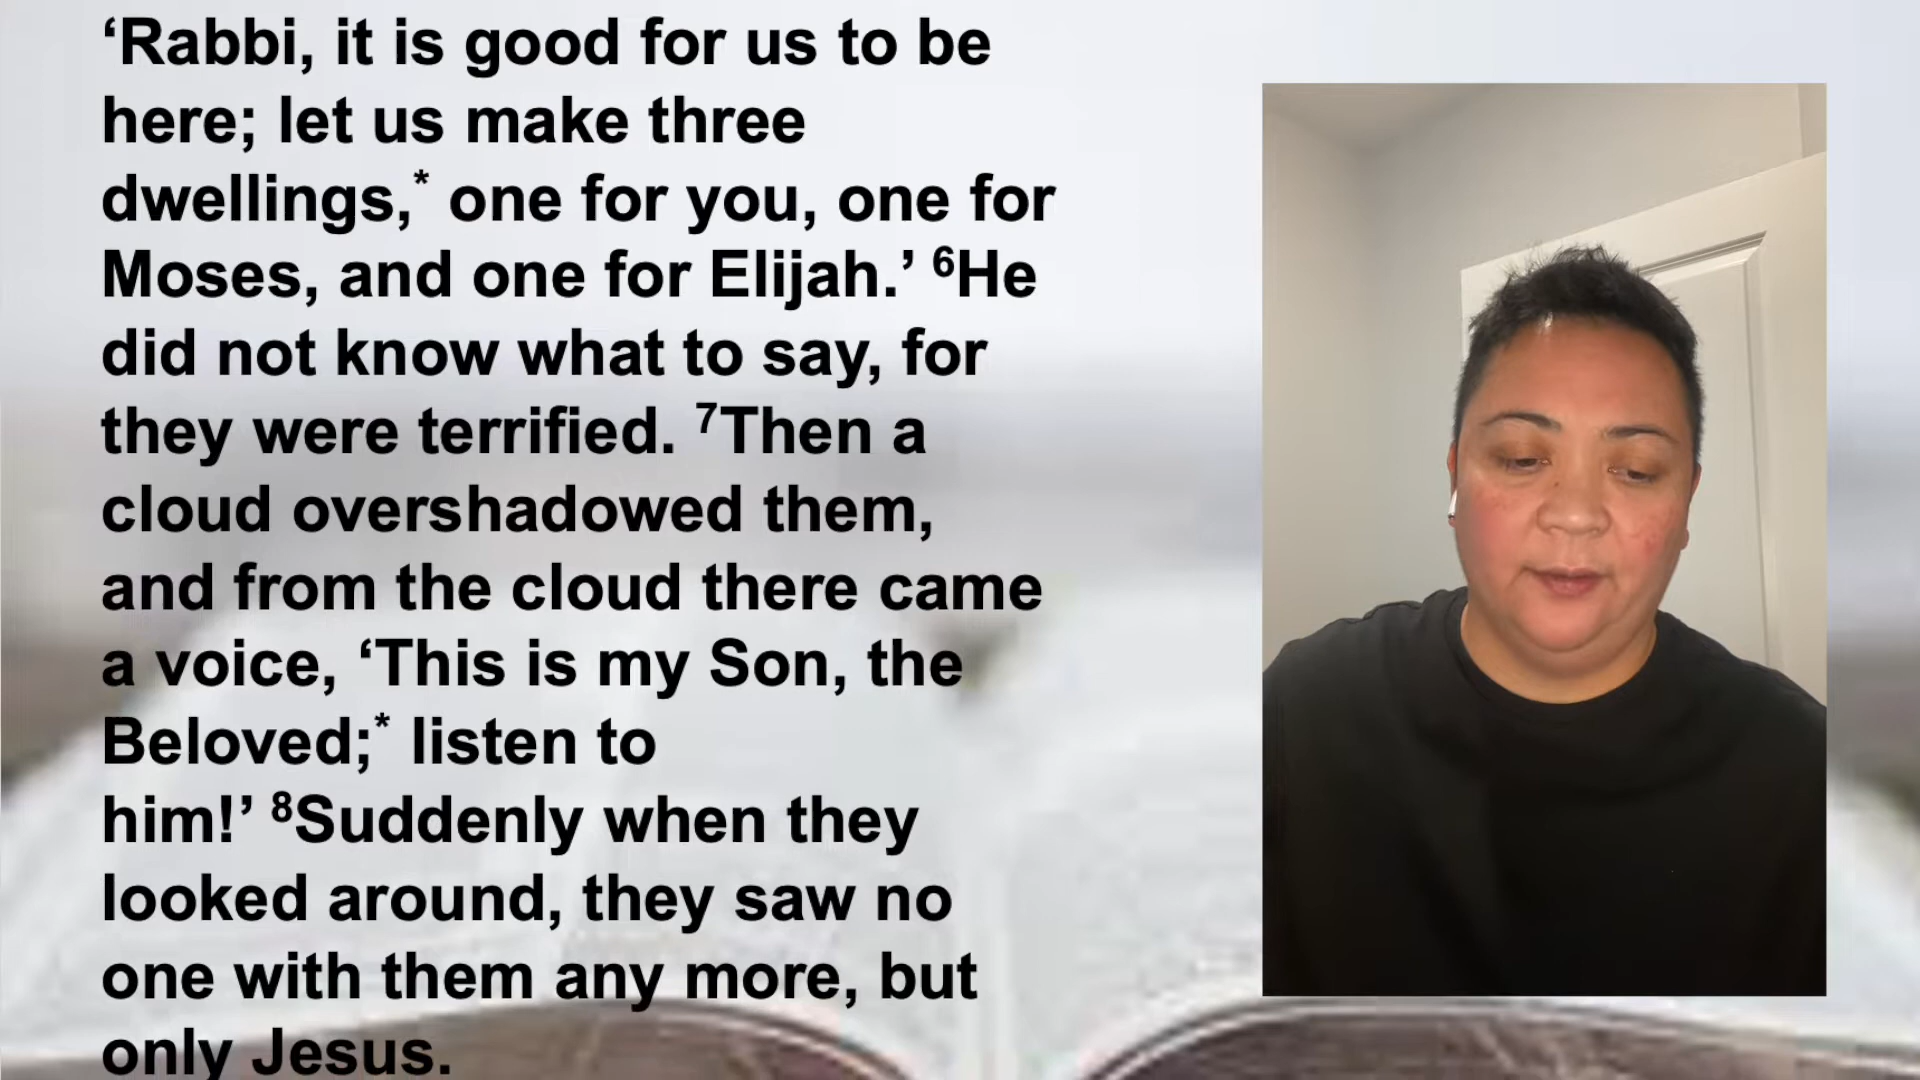 ‘Rabbi, it is good for us to be
here; let us make three
dwellings,* one for you, one for
Moses, and one for Elijah.’ 6He
did not know what to say, for
they were terrified. 7Then a
cloud overshadowed them,
and from the cloud there came
a voice, ‘This is my Son, the
Beloved;* listen to
him!’ 8Suddenly when they
looked around, they saw no
one with them any more, but
only Jesus.